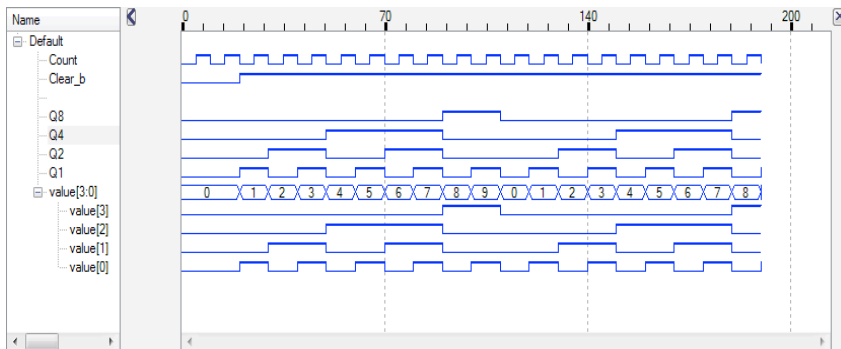 Name
0 70 140 200
Default
Count
Clear_b
Q8
Q4
Q2
Q1
value[3:0] 0 1 2 3 4 5 6 7 8 9 0 1 2 3 4 5 6 7 8
value[3]
value[2]
value[1]
value[0]